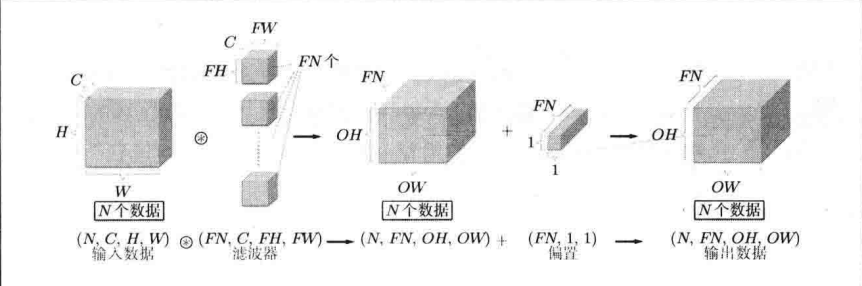 FW
C
FN个
FH
C
FN
FN
FN
H
OH
+
OH
⊛
1
1
W
OW
OW
N个数据
N个数据
N个数据
(N, C, H, W) ⊛ (FN, C, FH, FW) → (N, FN, OH, OW) + (FN, 1, 1) → (N, FN, OH, OW)
输入数据 滤波器 偏置 输出数据